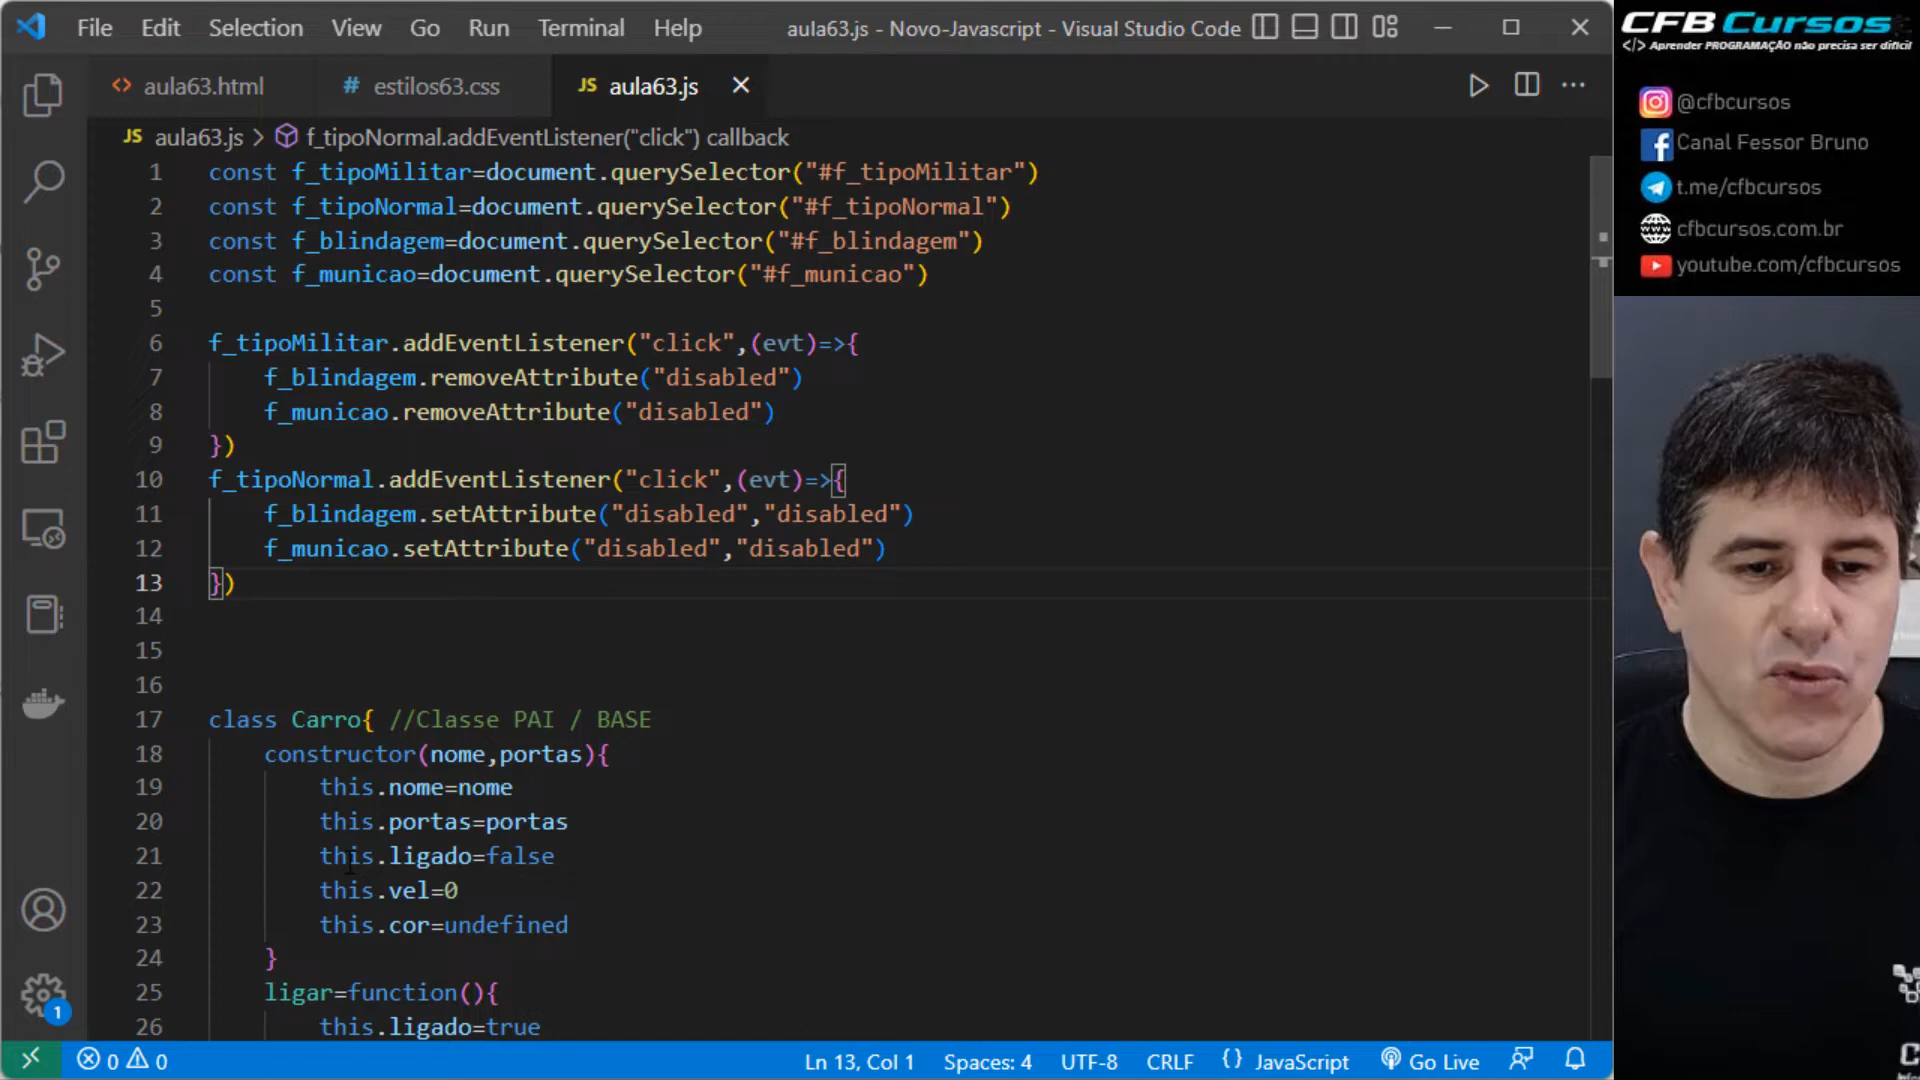 File Edit Selection View Go Run Terminal Help aula63.js - Novo-Javascript - Visual Studio Code
aula63.html # estilos63.css JS aula63.js
JS aula63.js > f_tipoNormal.addEventListener("click") callback
1 const f_tipoMilitar=document.querySelector("#f_tipoMilitar")
2 const f_tipoNormal=document.querySelector("#f_tipoNormal")
3 const f_blindagem=document.querySelector("#f_blindagem")
4 const f_municao=document.querySelector("#f_municao")
5
6 f_tipoMilitar.addEventListener("click",(evt)=>{
7 f_blindagem.removeAttribute("disabled")
8 f_municao.removeAttribute("disabled")
9 })
10 f_tipoNormal.addEventListener("click",(evt)=>{
11 f_blindagem.setAttribute("disabled","disabled")
12 f_municao.setAttribute("disabled","disabled")
13 })
14
15
16
17 class Carro{ //Classe PAI / BASE
18 constructor(nome,portas){
19 this.nome=nome
20 this.portas=portas
21 this.ligado=false
22 this.vel=0
23 this.cor=undefined
24 }
25 ligar=function(){
26 this.ligado=true
1
0 0 Ln 13, Col 1 Spaces: 4 UTF-8 CRLF {} JavaScript Go Live
CFB Cursos
</> Aprender PROGRAMAÇÃO não precisa ser difícil
@cfbcursos
Canal Fessor Bruno
t.me/cfbcursos
cfbcursos.com.br
youtube.com/cfbcursos